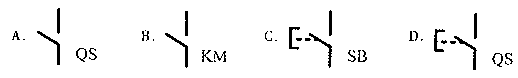 A. QS B. KM C. SB D. QS